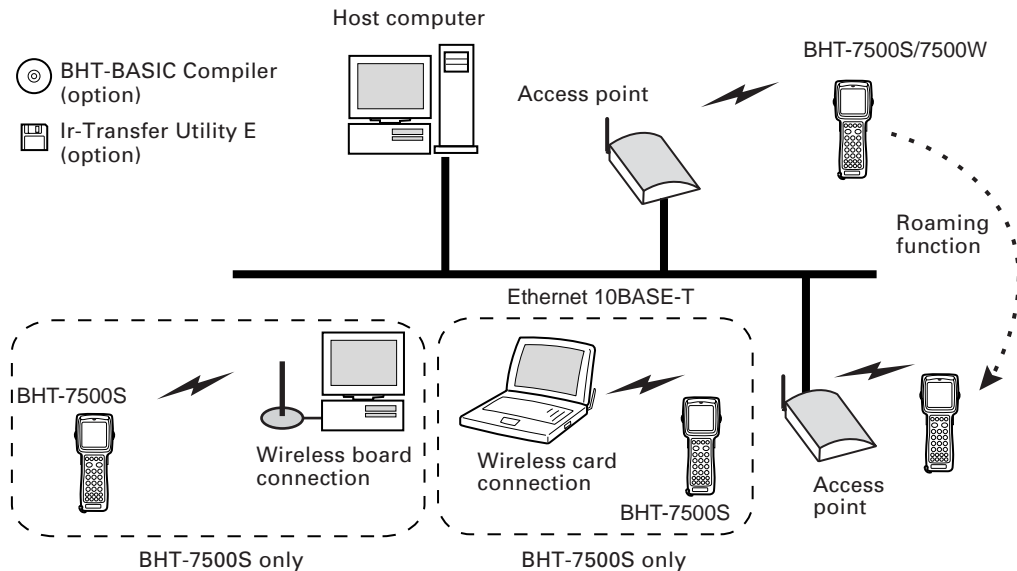 Host computer
BHT-7500S/7500W
BHT-BASIC Compiler
(option)
Access point
Ir-Transfer Utility E
(option)
Roaming
function
Ethernet 10BASE-T
BHT-7500S
Wireless board
connection
Wireless card
connection
BHT-7500S
Access
point
BHT-7500S only
BHT-7500S only